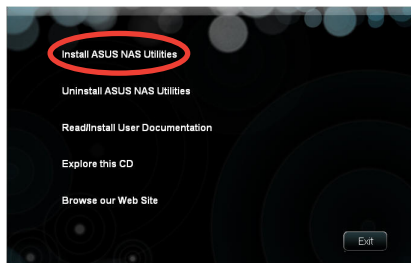 Install ASUS NAS Utilities
Uninstall ASUS NAS Utilities
Read/Install User Documentation
Explore this CD
Browse our Web Site
Exit